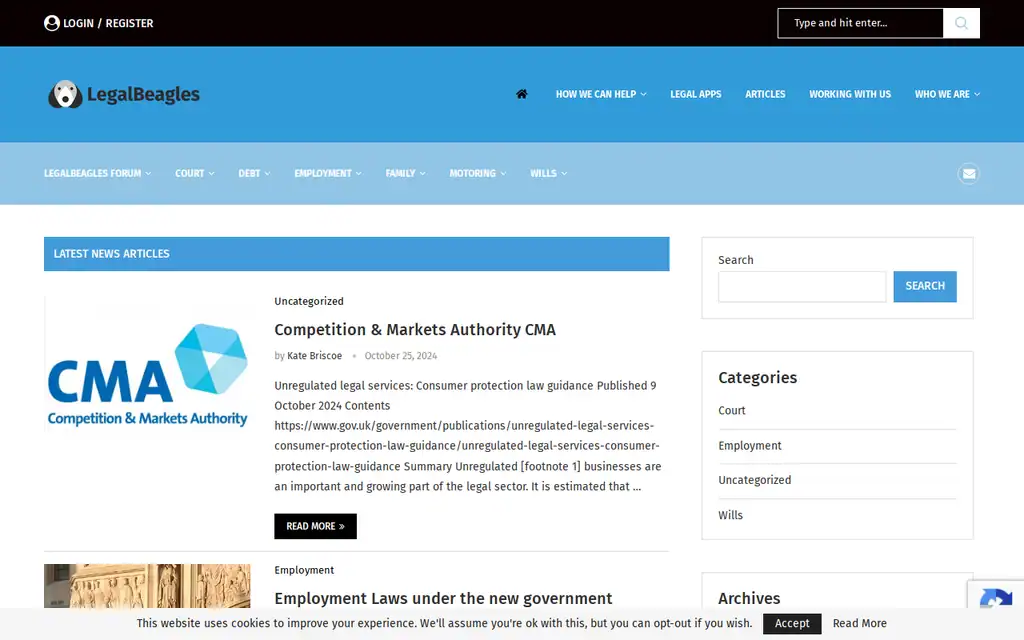 LOGIN / REGISTER
Type and hit enter...
LegalBeagles
HOW WE CAN HELP
LEGAL APPS
ARTICLES
WORKING WITH US
WHO WE ARE
LEGALBEAGLES FORUM
COURT
DEBT
EMPLOYMENT
FAMILY
MOTORING
WILLS
LATEST NEWS ARTICLES
CMA
Competition & Markets Authority
Uncategorized
Competition & Markets Authority CMA
by Kate Briscoe • October 25, 2024
Unregulated legal services: Consumer protection law guidance Published 9
October 2024 Contents
https://www.gov.uk/government/publications/unregulated-legal-services-
consumer-protection-law-guidance/unregulated-legal-services-consumer-
protection-law-guidance Summary Unregulated [footnote 1] businesses are
an important and growing part of the legal sector. It is estimated that …
READ MORE »
Employment
Employment Laws under the new government
Search
SEARCH
Categories
Court
Employment
Uncategorized
Wills
Archives
This website uses cookies to improve your experience. We'll assume you're ok with this, but you can opt-out if you wish.
Accept
Read More